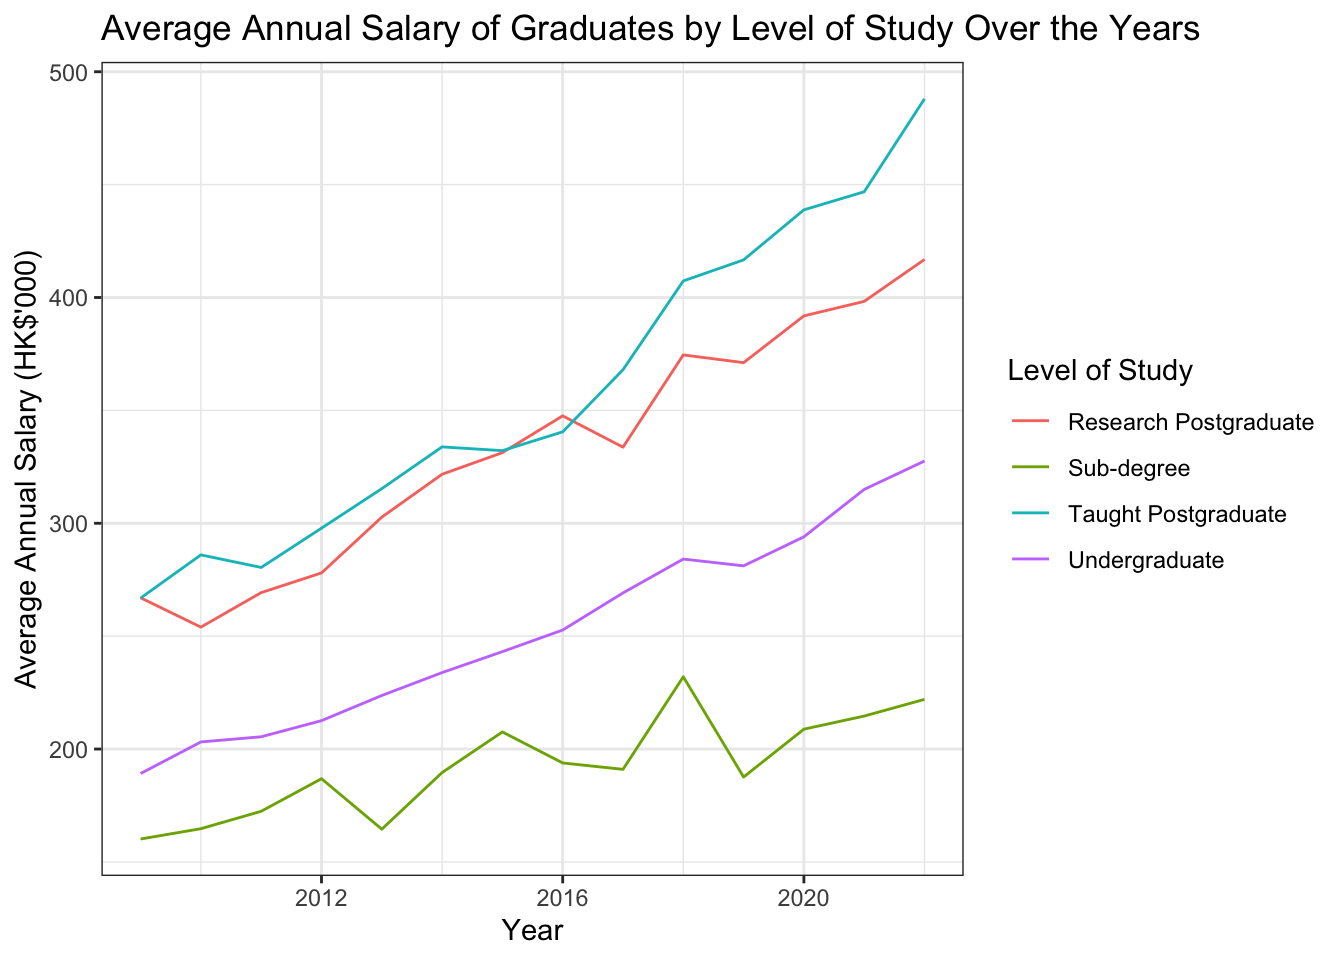 Average Annual Salary of Graduates by Level of Study Over the Years
Average Annual Salary (HK$'000)
500
400
300
200
2012
2016
2020
Year
Level of Study
Research Postgraduate
Sub-degree
Taught Postgraduate
Undergraduate